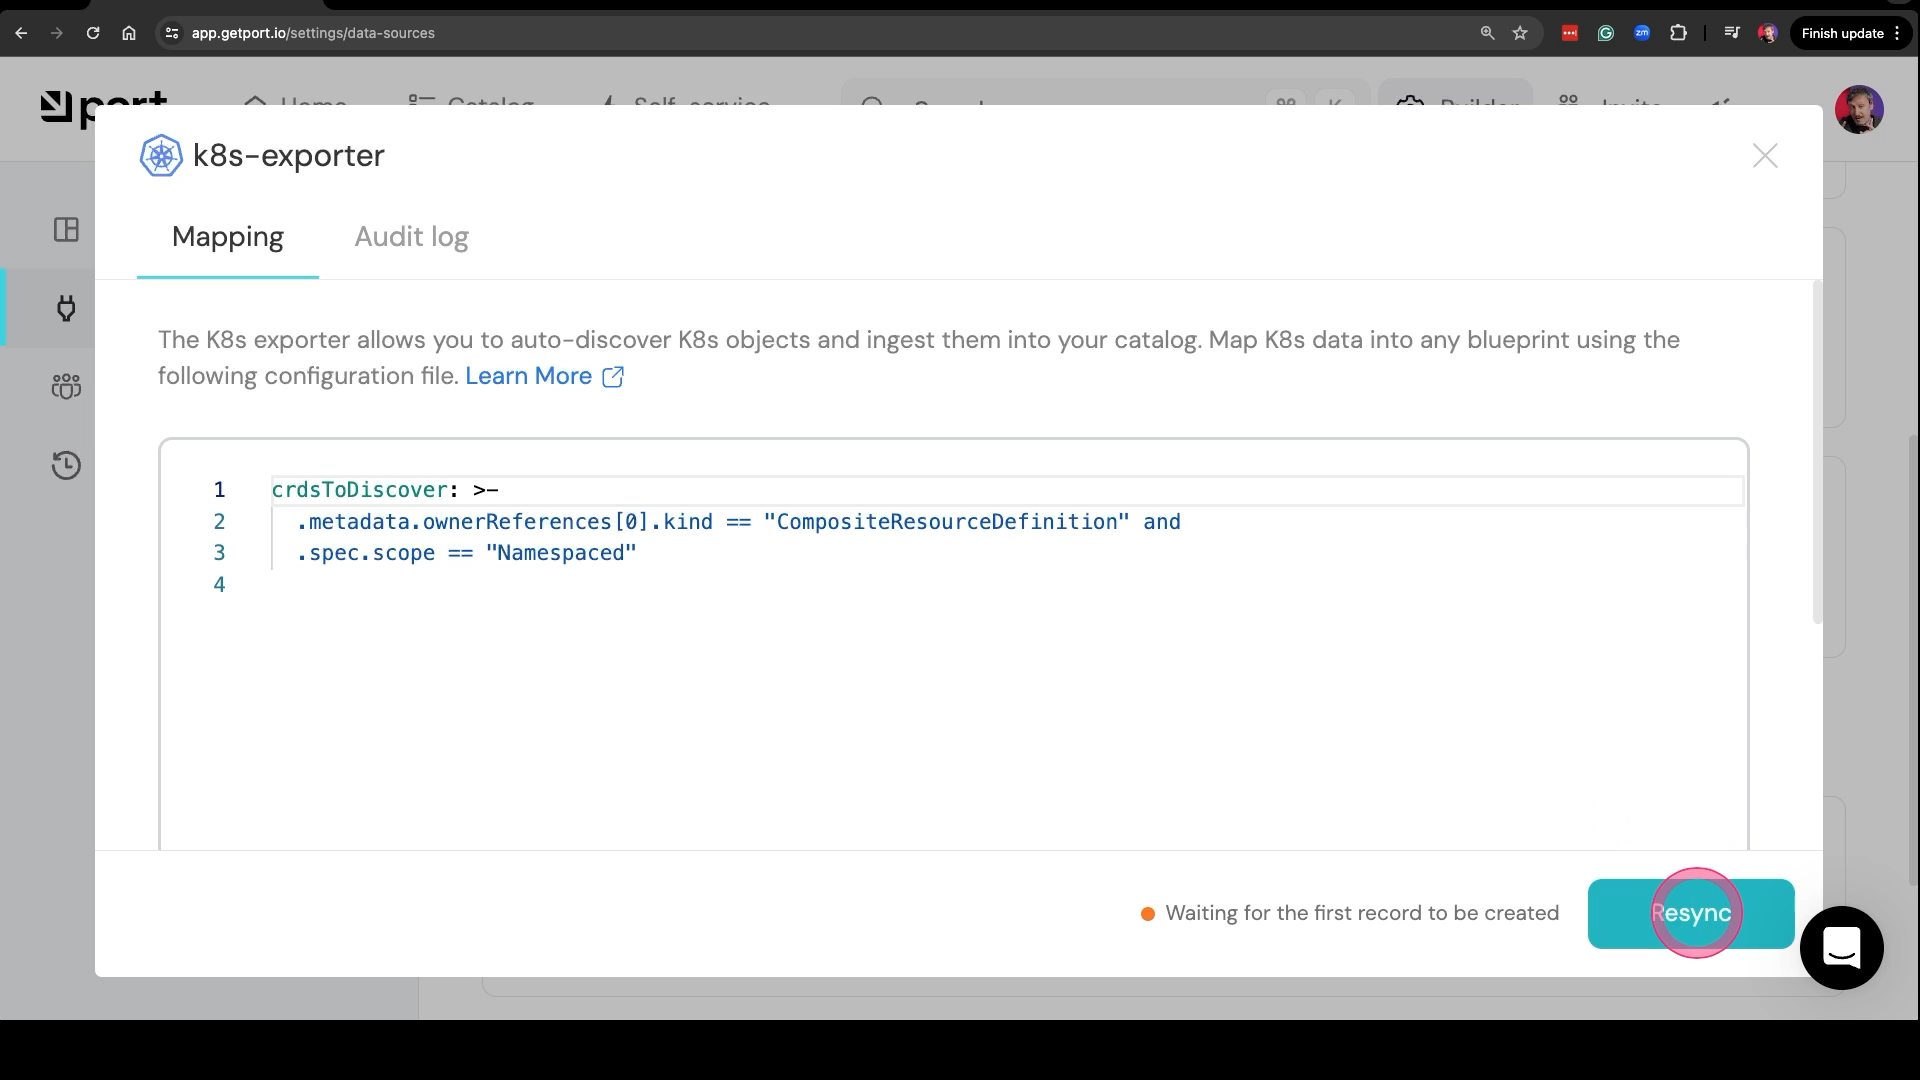 app.getport.io/settings/data-sources
zm
Finish update
port
Home
Catalog
Self-service
Search
⌘ K
Builder
Invite
k8s-exporter
Mapping
Audit log
The K8s exporter allows you to auto-discover K8s objects and ingest them into your catalog. Map K8s data into any blueprint using the
following configuration file. Learn More
1 crdsToDiscover: >-
2 .metadata.ownerReferences[0].kind == "CompositeResourceDefinition" and
3 .spec.scope == "Namespaced"
4
Waiting for the first record to be created
Resync